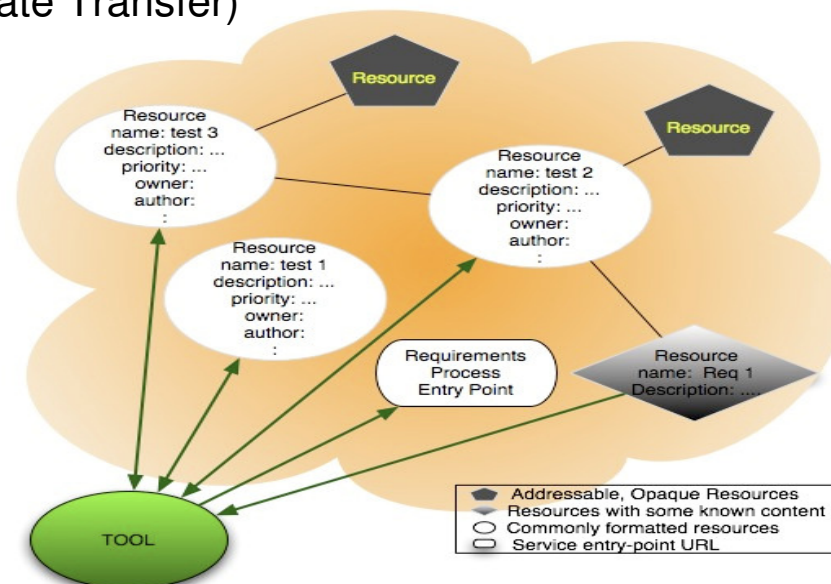 ate Transfer)
Resource
Resource
Resource
name: test 3
description: ...
priority: ...
owner:
author:
:
Resource
name: test 2
description: ...
priority: ...
owner:
author:
:
Resource
name: test 1
description: ...
priority: ...
owner:
author:
:
Requirements
Process
Entry Point
Resource
name: Req 1
Description: ....
TOOL
Addressable, Opaque Resources
Resources with some known content
Commonly formatted resources
Service entry-point URL